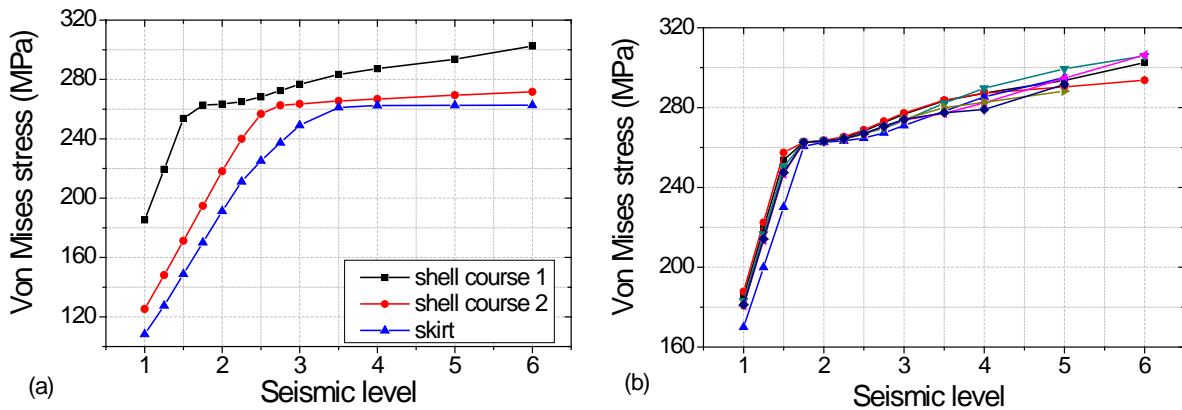 Von Mises stress (MPa)
320
280
240
200
160
120
1
2
3
4
5
6
shell course 1
shell course 2
skirt
(a)
Seismic level
Von Mises stress (MPa)
320
280
240
200
160
1
2
3
4
5
6
(b)
Seismic level